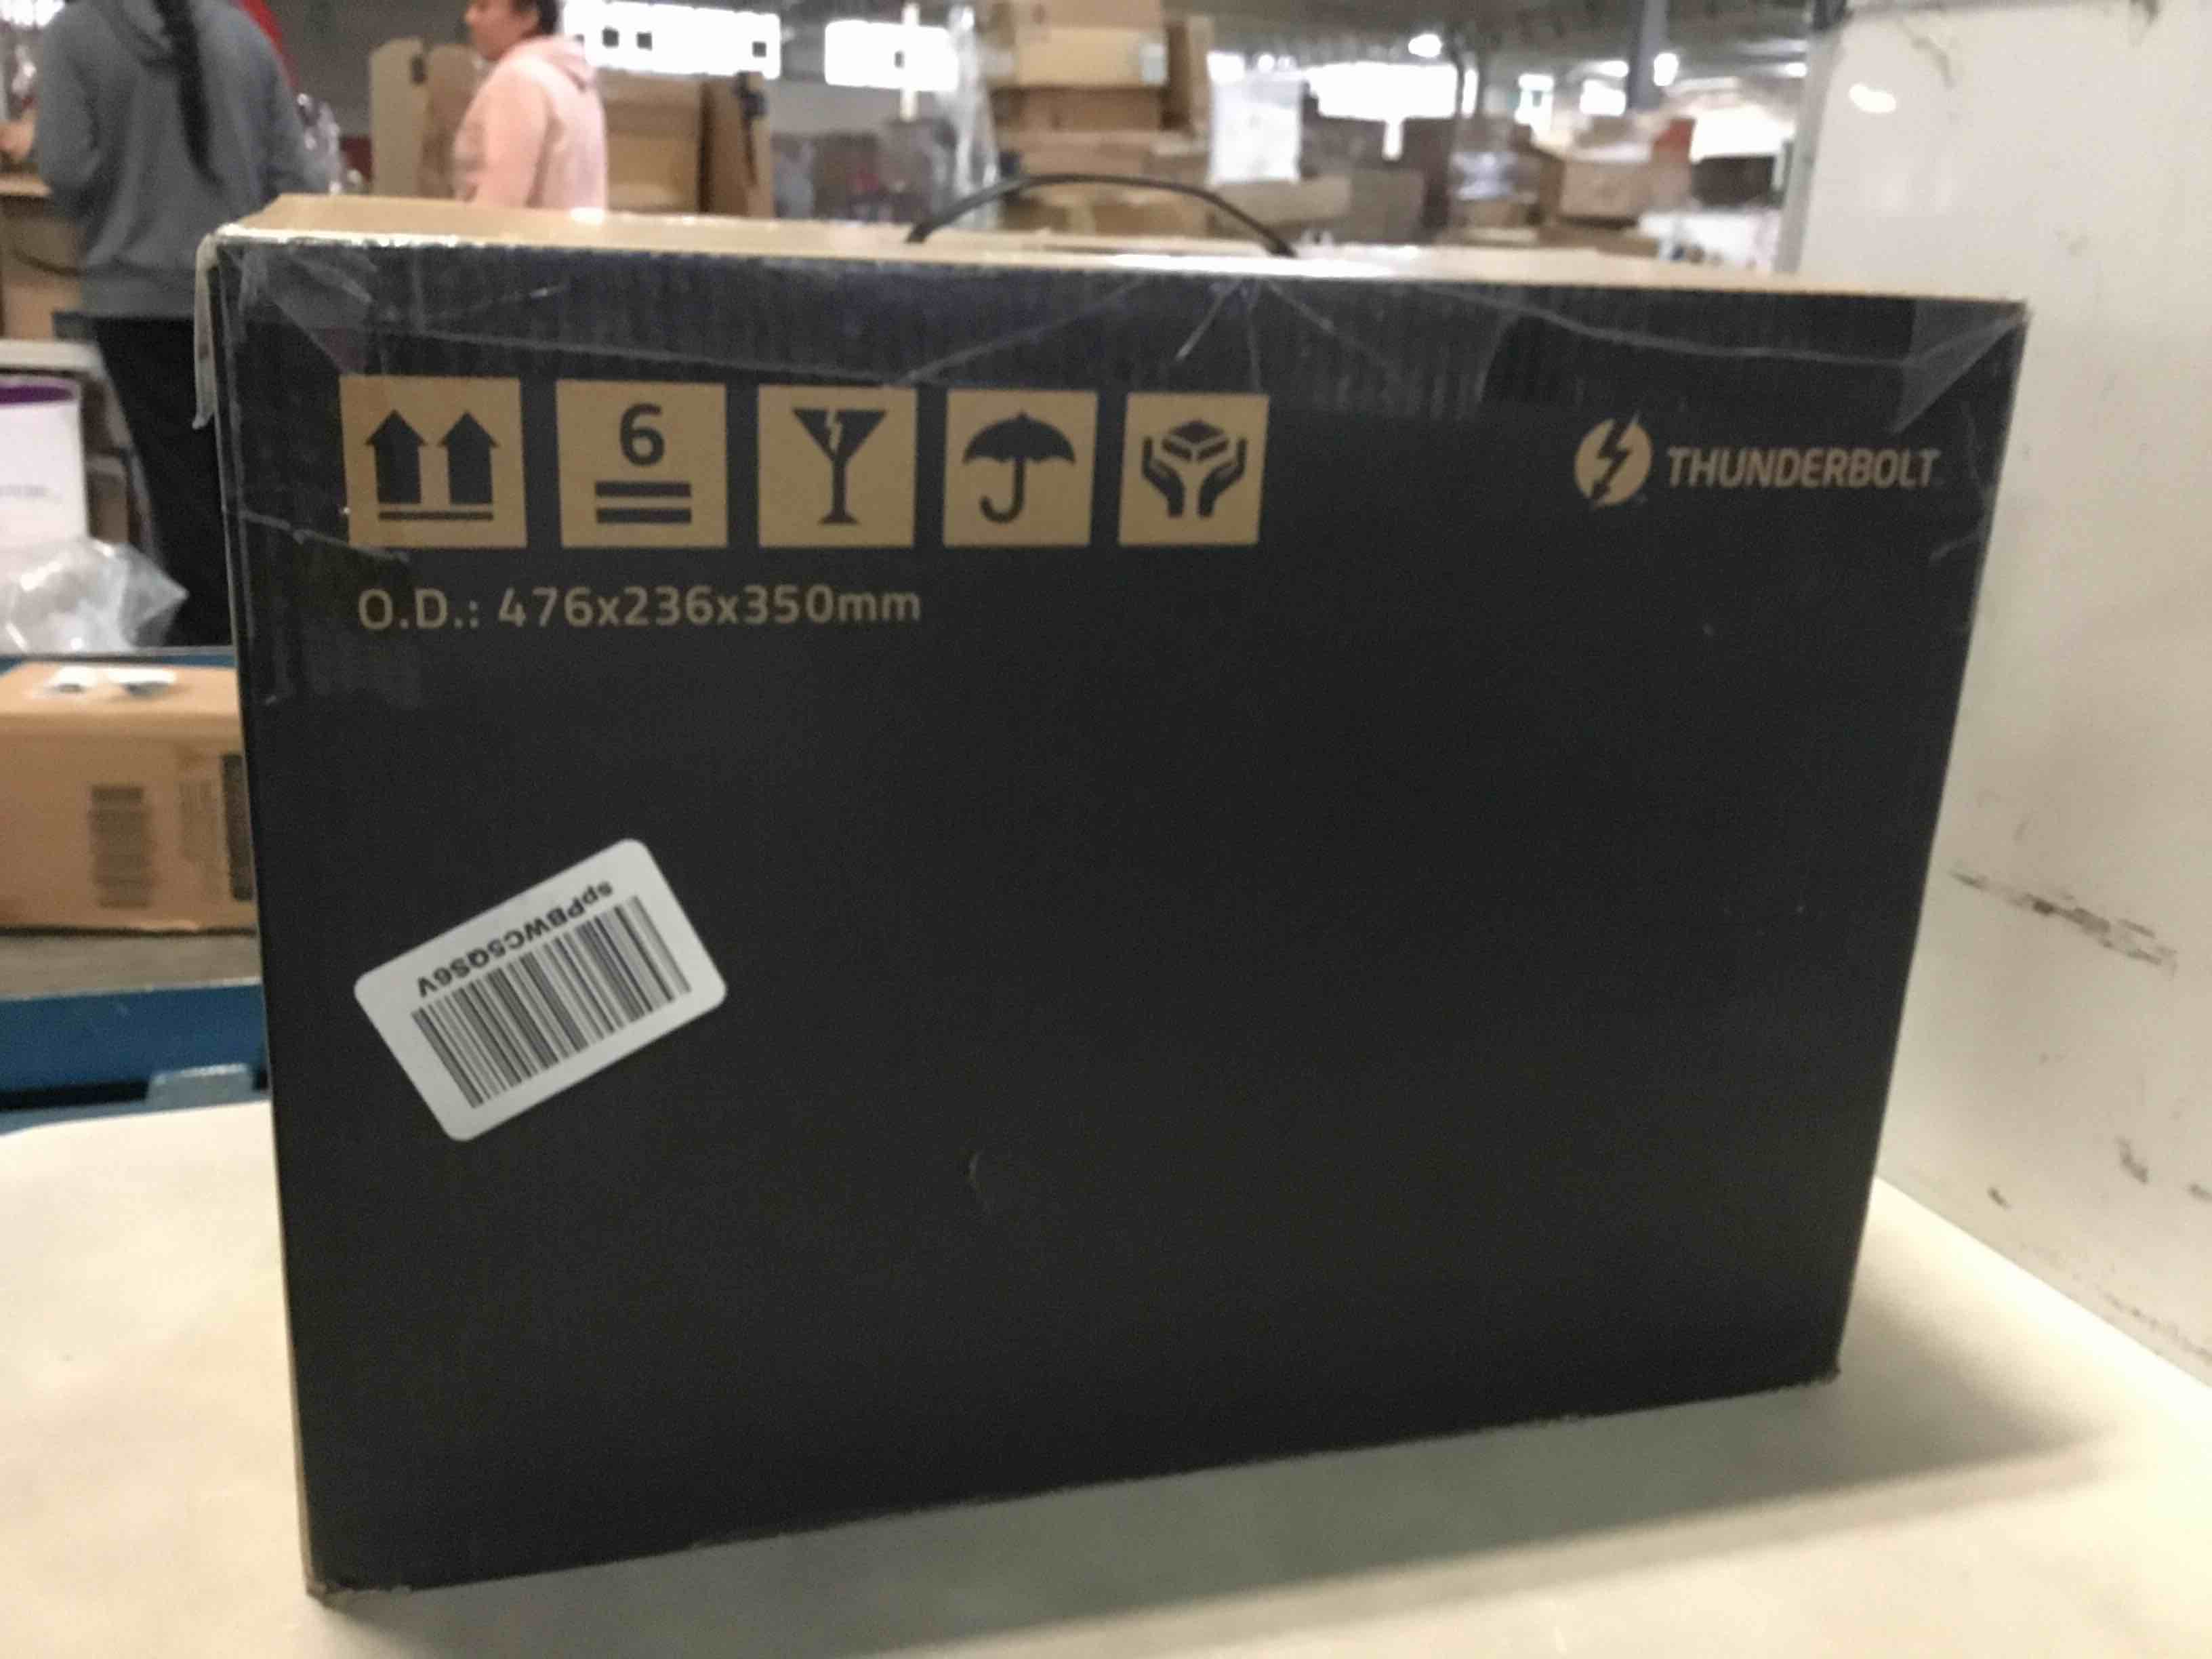 6
THUNDERBOLT
O.D.: 476x236x350mm
spPBWC5QS6V